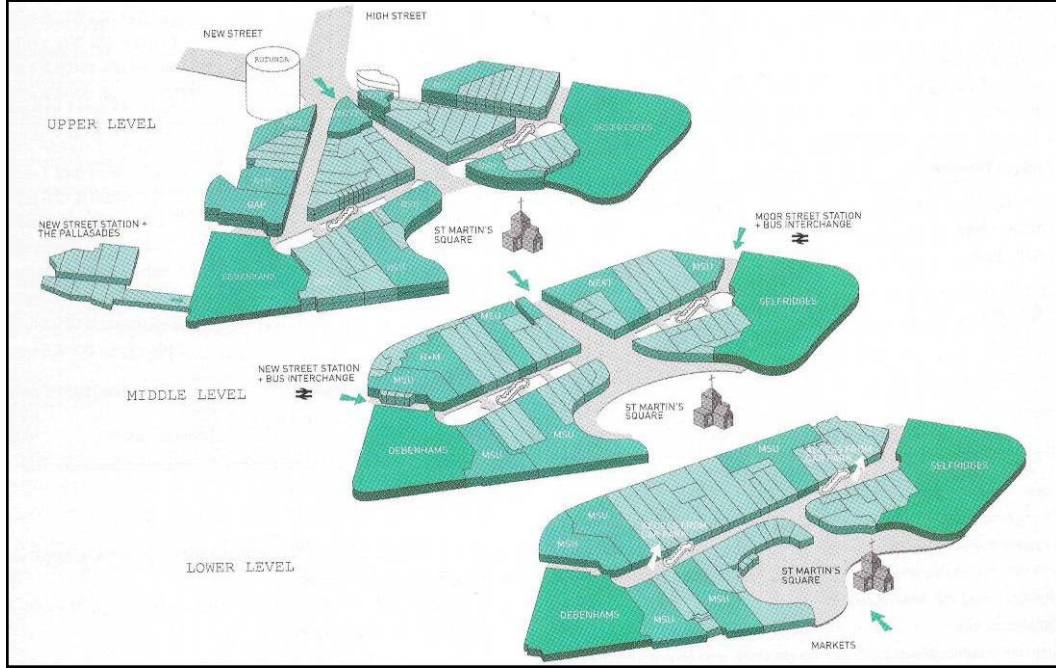 HIGH STREET
NEW STREET
ROTUNDA
UPPER LEVEL
SELFRIDGES
GAP
NEW STREET STATION +
THE PALLASADES
DEBENHAMS
ST MARTIN'S
SQUARE
MOOR STREET STATION
+ BUS INTERCHANGE
MSU
NEXT
SELFRIDGES
MSU
H+M
MSU
NEW STREET STATION
+ BUS INTERCHANGE
MIDDLE LEVEL
ST MARTIN'S
SQUARE
MSU
DEBENHAMS
MSU
MSU
SELFRIDGES
MSU
MSU
LOWER LEVEL
ST MARTIN'S
SQUARE
MSU
DEBENHAMS
MSU
MARKETS